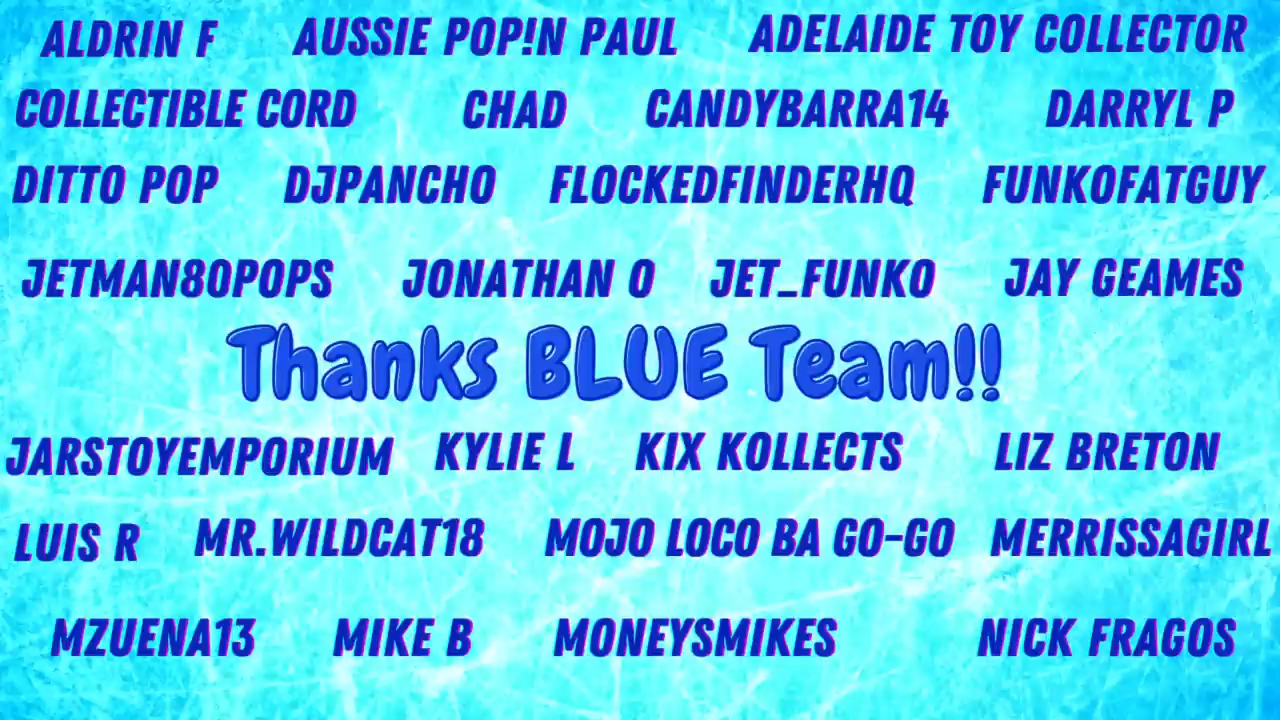 ALDRIN F AUSSIE POP!N PAUL ADELAIDE TOY COLLECTOR
COLLECTIBLE CORD CHAD CANDYBARRA14 DARRYL P
DITTO POP DJPANCHO FLOCKEDFINDERHQ FUNKOFATGUY
JETMAN80POPS JONATHAN O JET_FUNKO JAY GEAMES
Thanks BLUE Team!!
JARSTOYEMPORIUM KYLIE L KIX KOLLECTS LIZ BRETON
LUIS R MR.WILDCAT18 MOJO LOCO BA GO-GO MERRISSAGIRL
MZUENA13 MIKE B MONEYSMIKES NICK FRAGOS